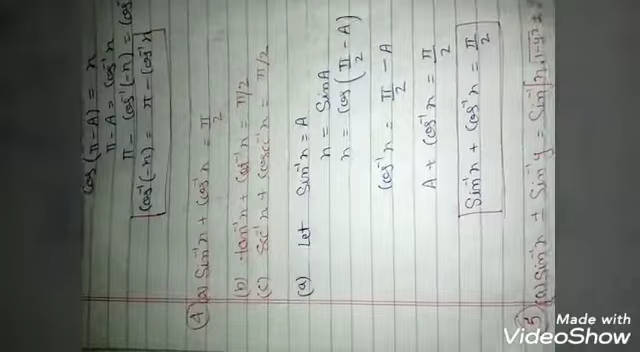 cos(π-A) = x
π-A = cos⁻¹x
π - cos⁻¹(-x) = cos
cos⁻¹(-x) = π - cos⁻¹x
4 (a) Sin⁻¹x + cos⁻¹x = π/2
(b) tan⁻¹x + cot⁻¹x = π/2
(c) Sec⁻¹x + cosec⁻¹x = π/2
(a) Let Sin⁻¹x = A
x = SinA
x = cos(π/2 - A)
cos⁻¹x = π/2 - A
A + cos⁻¹x = π/2
Sin⁻¹x + cos⁻¹x = π/2
5 (a) Sin⁻¹x ± Sin⁻¹y = Sin⁻¹[x√1-y² ±
Made with
VideoShow